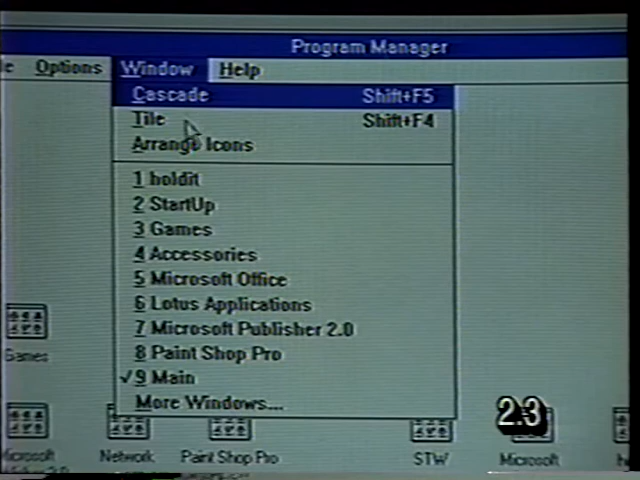 Program Manager
Options Window Help
Cascade Shift+F5
Tile Shift+F4
Arrange Icons
1 holdit
2 StartUp
3 Games
4 Accessories
5 Microsoft Office
6 Lotus Applications
7 Microsoft Publisher 2.0
8 Paint Shop Pro
✓ 9 Main
More Windows...
Games
2.3
Microsoft Network Paint Shop Pro STW Microsoft